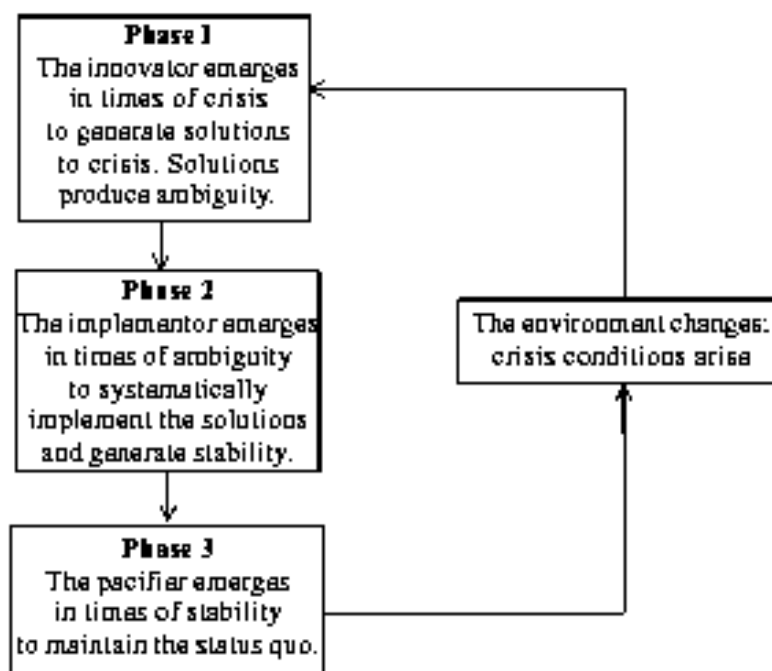 Phase 1
The innovator emerges
in times of crisis
to generate solutions
to crisis. Solutions
produce ambiguity.
Phase 2
The implementor emerges
in times of ambiguity
to systematically
implement the solutions
and generate stability.
The environment changes:
crisis conditions arise
Phase 3
The pacifier emerges
in times of stability
to maintain the status quo.